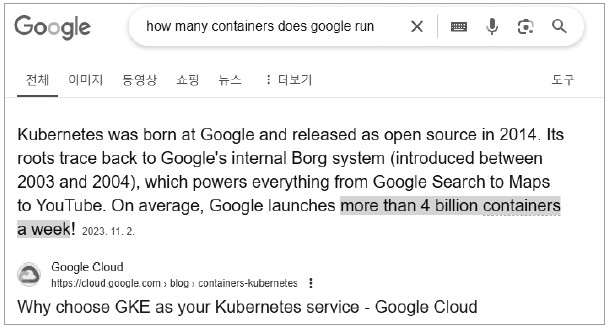 Google
how many containers does google run
전체 이미지 동영상 쇼핑 뉴스 더보기 도구
Kubernetes was born at Google and released as open source in 2014. Its
roots trace back to Google's internal Borg system (introduced between
2003 and 2004), which powers everything from Google Search to Maps
to YouTube. On average, Google launches more than 4 billion containers
a week! 2023. 11. 2.
Google Cloud
https://cloud.google.com › blog › containers-kubernetes
Why choose GKE as your Kubernetes service - Google Cloud